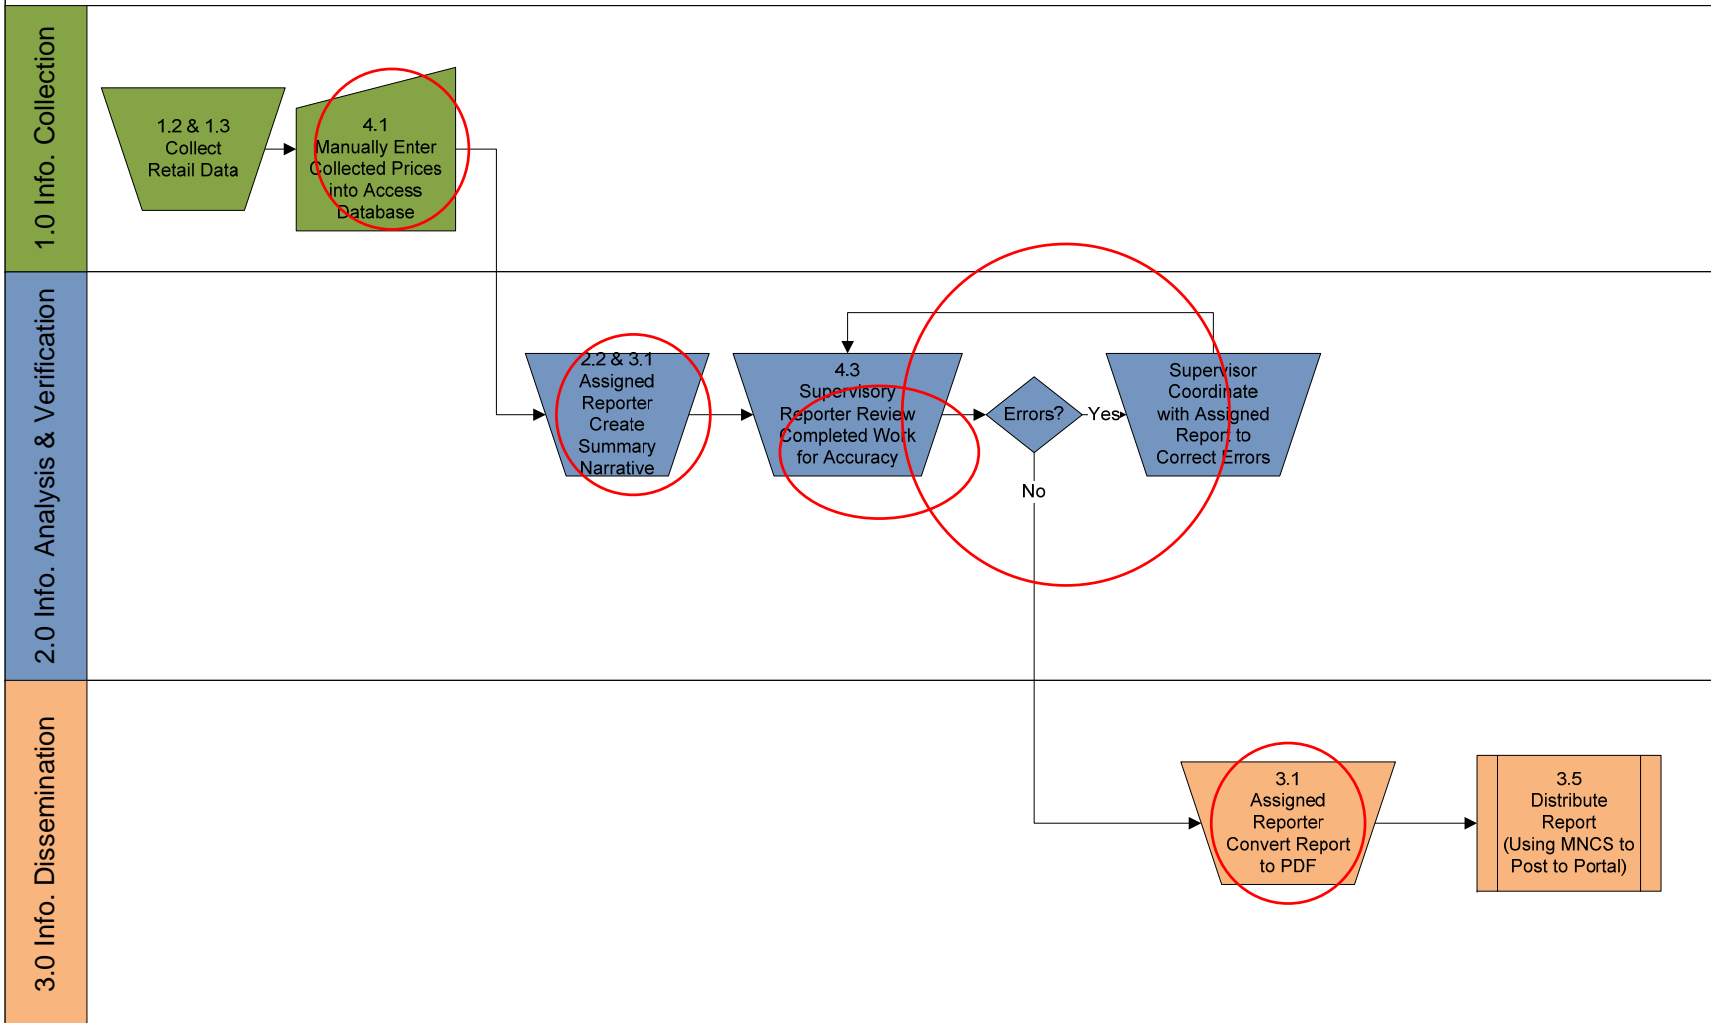 1.0 Info. Collection
1.2 & 1.3
Collect
Retail Data
4.1
Manually Enter
Collected Prices
into Access
Database
2.0 Info. Analysis & Verification
2.2 & 3.1
Assigned
Reporter
Create
Summary
Narrative
4.3
Supervisory
Reporter Review
Completed Work
for Accuracy
Errors?
Yes
No
Supervisor
Coordinate
with Assigned
Report to
Correct Errors
3.0 Info. Dissemination
3.1
Assigned
Reporter
Convert Report
to PDF
3.5
Distribute
Report
(Using MNCS to
Post to Portal)